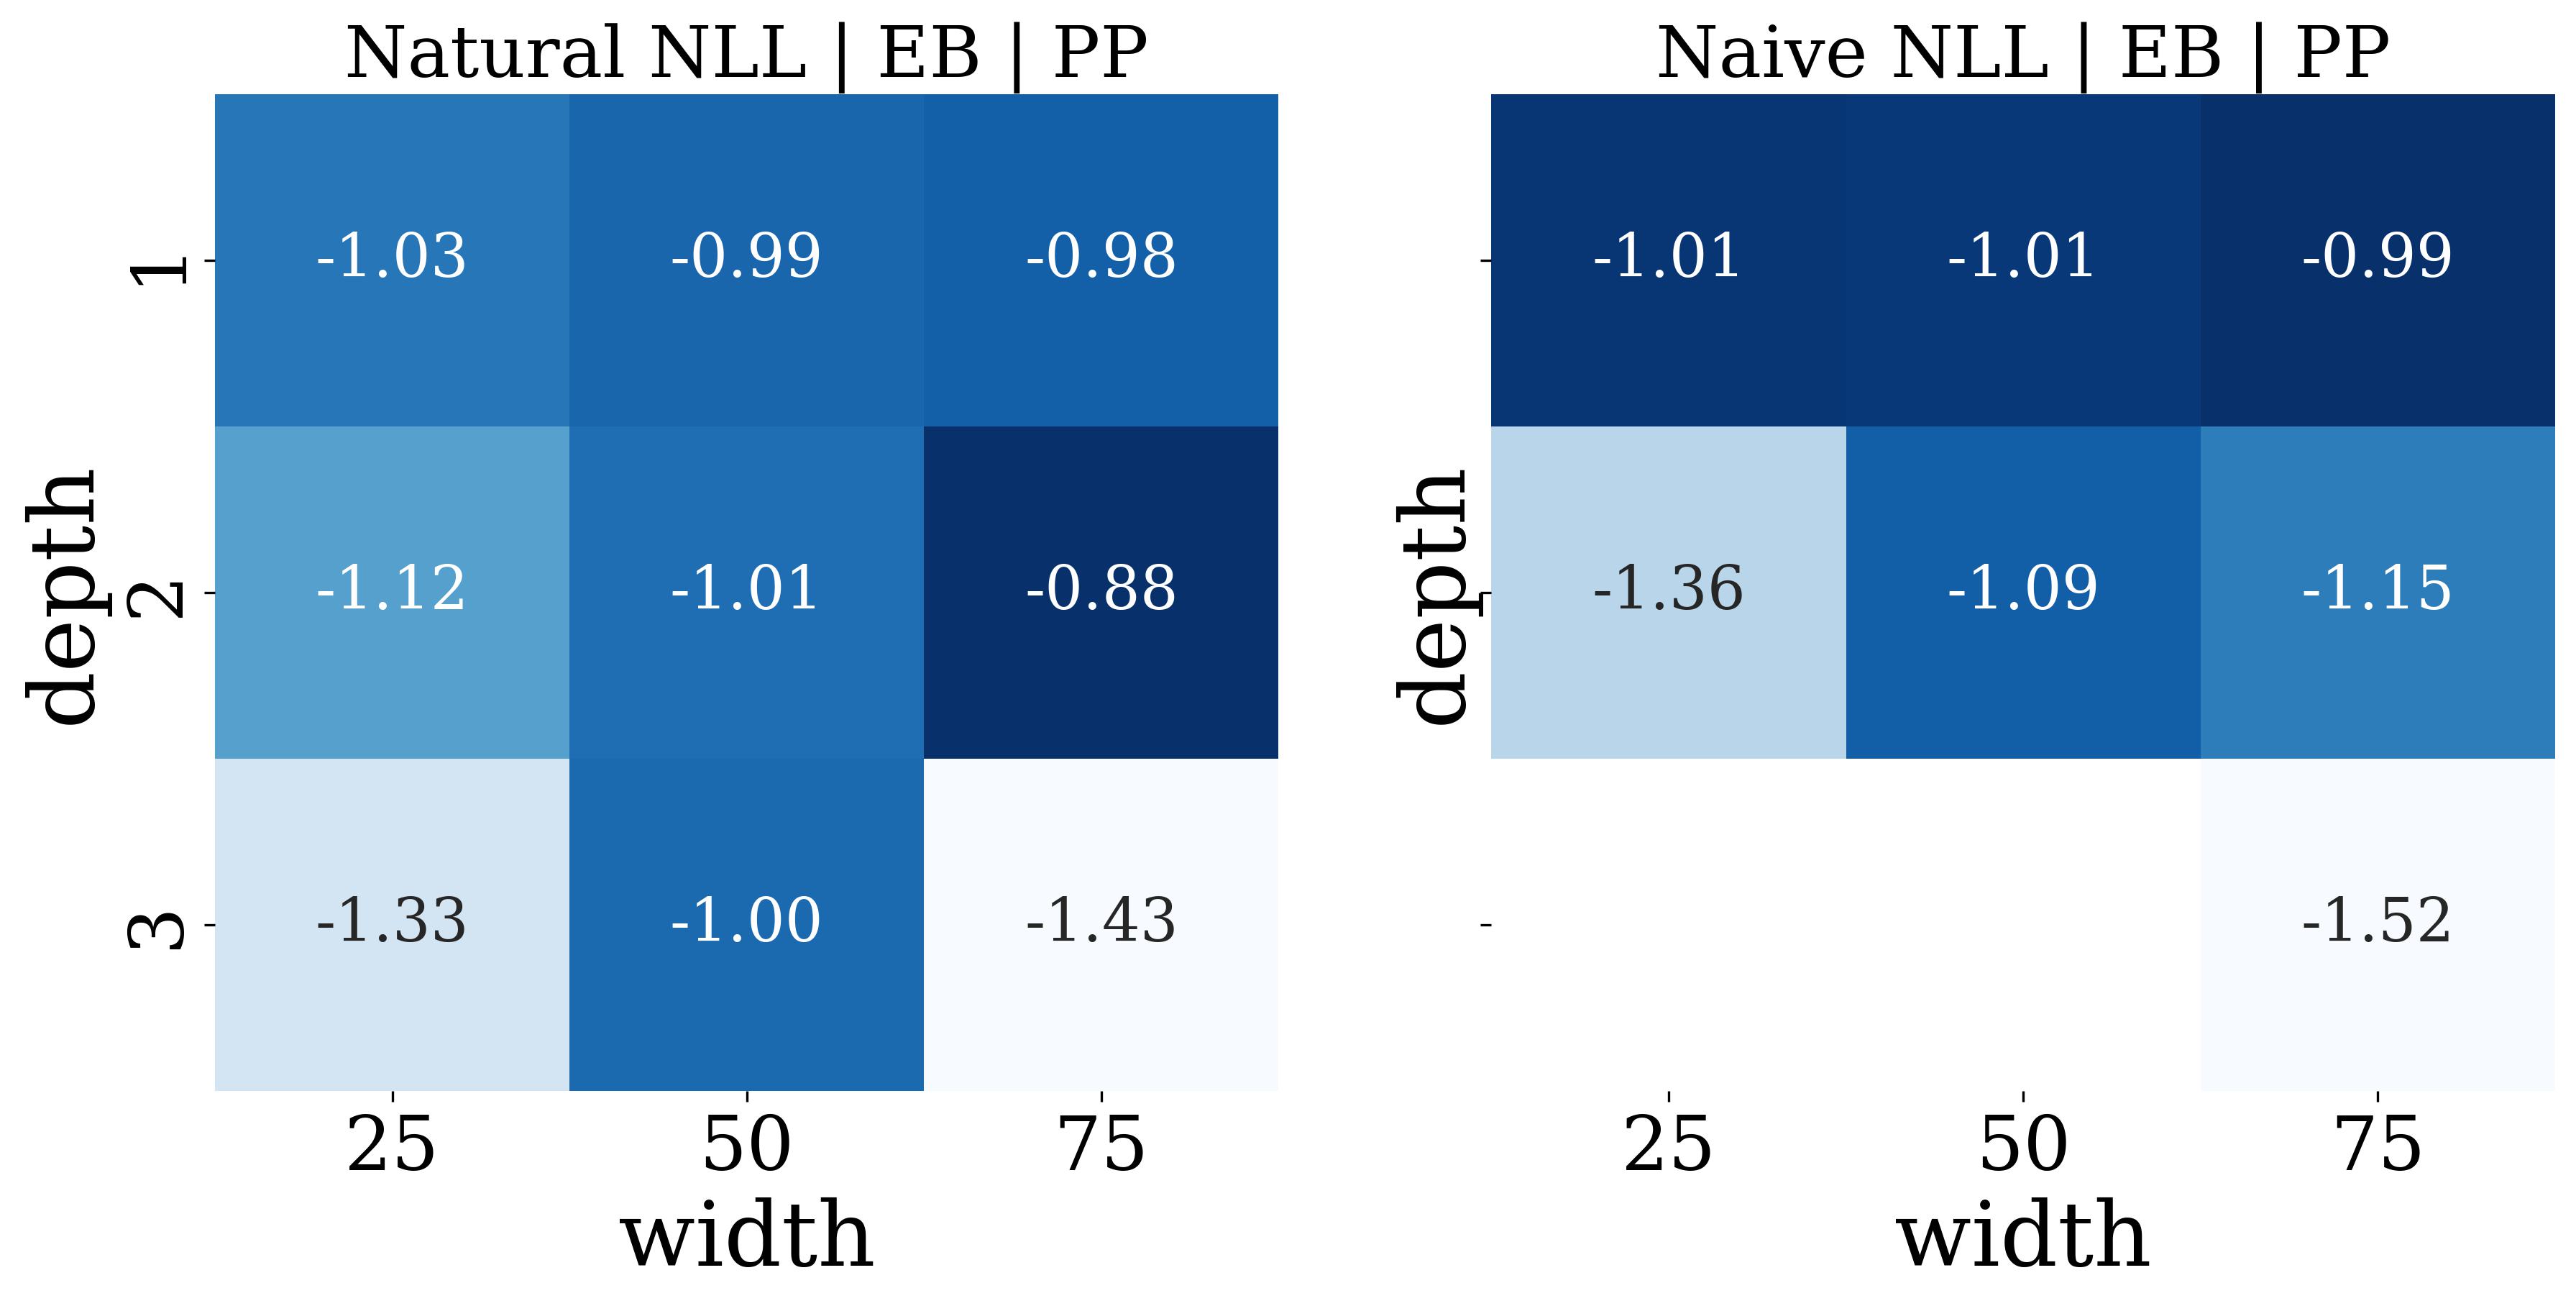 Natural NLL | EB | PP
depth
1
-1.03 -0.99 -0.98
2
-1.12 -1.01 -0.88
3
-1.33 -1.00 -1.43
25 50 75
width
Naive NLL | EB | PP
depth
-1.01 -1.01 -0.99
-1.36 -1.09 -1.15
-1.52
25 50 75
width